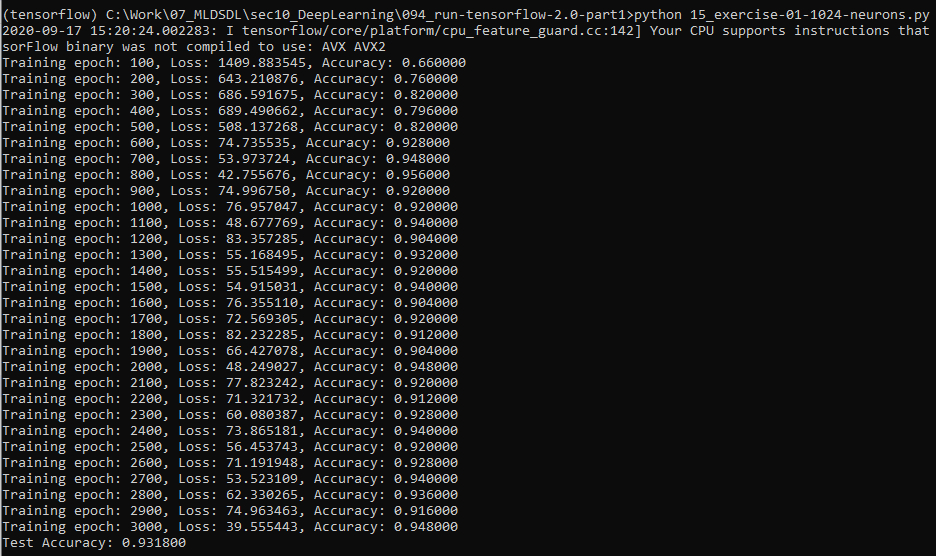 (tensorflow) C:\Work\07_MLDSDL\sec10_DeepLearning\094_run-tensorflow-2.0-part1>python 15_exercise-01-1024-neurons.py
2020-09-17 15:20:24.002283: I tensorflow/core/platform/cpu_feature_guard.cc:142] Your CPU supports instructions that
sorFlow binary was not compiled to use: AVX AVX2
Training epoch: 100, Loss: 1409.883545, Accuracy: 0.660000
Training epoch: 200, Loss: 643.210876, Accuracy: 0.760000
Training epoch: 300, Loss: 686.591675, Accuracy: 0.820000
Training epoch: 400, Loss: 689.490662, Accuracy: 0.796000
Training epoch: 500, Loss: 508.137268, Accuracy: 0.820000
Training epoch: 600, Loss: 74.735535, Accuracy: 0.928000
Training epoch: 700, Loss: 53.973724, Accuracy: 0.948000
Training epoch: 800, Loss: 42.755676, Accuracy: 0.956000
Training epoch: 900, Loss: 74.996750, Accuracy: 0.920000
Training epoch: 1000, Loss: 76.957047, Accuracy: 0.920000
Training epoch: 1100, Loss: 48.677769, Accuracy: 0.940000
Training epoch: 1200, Loss: 83.357285, Accuracy: 0.904000
Training epoch: 1300, Loss: 55.168495, Accuracy: 0.932000
Training epoch: 1400, Loss: 55.515499, Accuracy: 0.920000
Training epoch: 1500, Loss: 54.915031, Accuracy: 0.940000
Training epoch: 1600, Loss: 76.355110, Accuracy: 0.904000
Training epoch: 1700, Loss: 72.569305, Accuracy: 0.920000
Training epoch: 1800, Loss: 82.232285, Accuracy: 0.912000
Training epoch: 1900, Loss: 66.427078, Accuracy: 0.904000
Training epoch: 2000, Loss: 48.249027, Accuracy: 0.948000
Training epoch: 2100, Loss: 77.823242, Accuracy: 0.920000
Training epoch: 2200, Loss: 71.321732, Accuracy: 0.912000
Training epoch: 2300, Loss: 60.080387, Accuracy: 0.928000
Training epoch: 2400, Loss: 73.865181, Accuracy: 0.940000
Training epoch: 2500, Loss: 56.453743, Accuracy: 0.920000
Training epoch: 2600, Loss: 71.191948, Accuracy: 0.928000
Training epoch: 2700, Loss: 53.523109, Accuracy: 0.940000
Training epoch: 2800, Loss: 62.330265, Accuracy: 0.936000
Training epoch: 2900, Loss: 74.963463, Accuracy: 0.916000
Training epoch: 3000, Loss: 39.555443, Accuracy: 0.948000
Test Accuracy: 0.931800